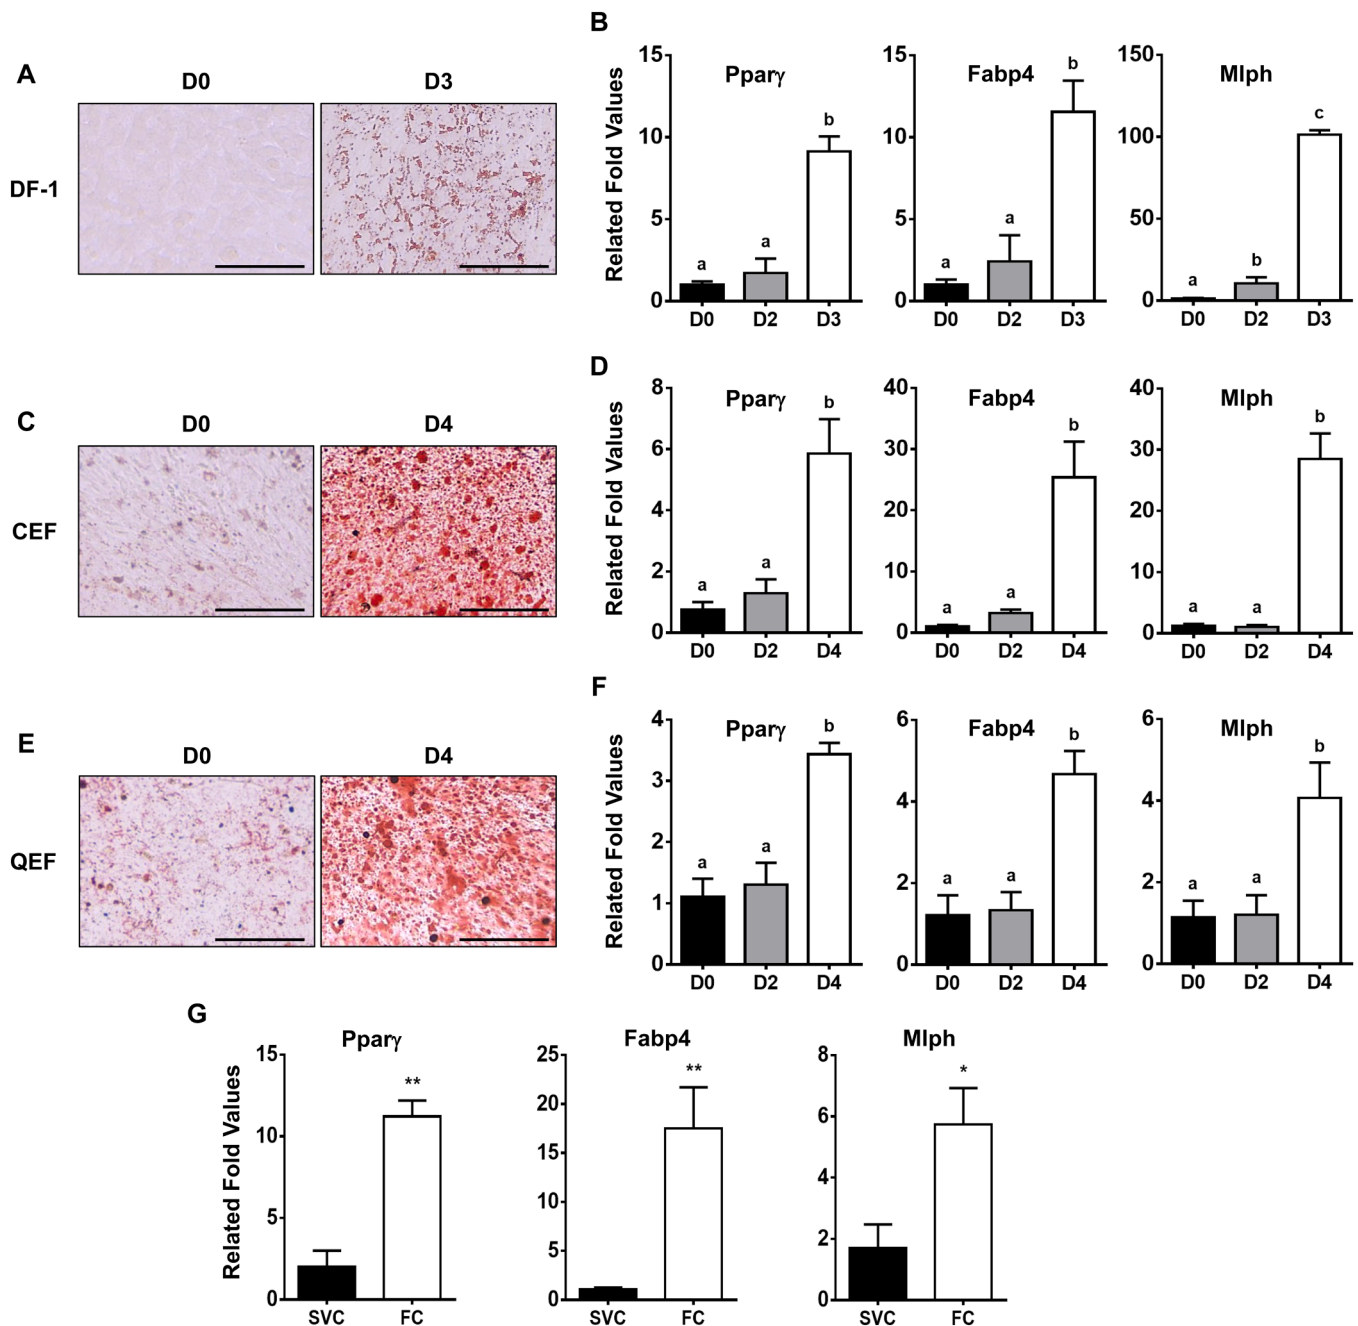 A
D0
D3
DF-1
B
Related Fold Values
15
10
5
0
Pparγ
a
a
b
D0
D2
D3
15
10
5
0
Fabp4
a
a
b
D0
D2
D3
150
100
50
0
Mlph
a
b
c
D0
D2
D3
C
D0
D4
CEF
D
Related Fold Values
8
6
4
2
0
Pparγ
a
a
b
D0
D2
D4
40
30
20
10
0
Fabp4
a
a
b
D0
D2
D4
40
30
20
10
0
Mlph
a
a
b
D0
D2
D4
E
D0
D4
QEF
F
Related Fold Values
4
3
2
1
0
Pparγ
a
a
b
D0
D2
D4
6
4
2
0
Fabp4
a
a
b
D0
D2
D4
6
4
2
0
Mlph
a
a
b
D0
D2
D4
G
Related Fold Values
15
10
5
0
Pparγ
**
SVC
FC
25
20
15
10
5
0
Fabp4
**
SVC
FC
8
6
4
2
0
Mlph
*
SVC
FC